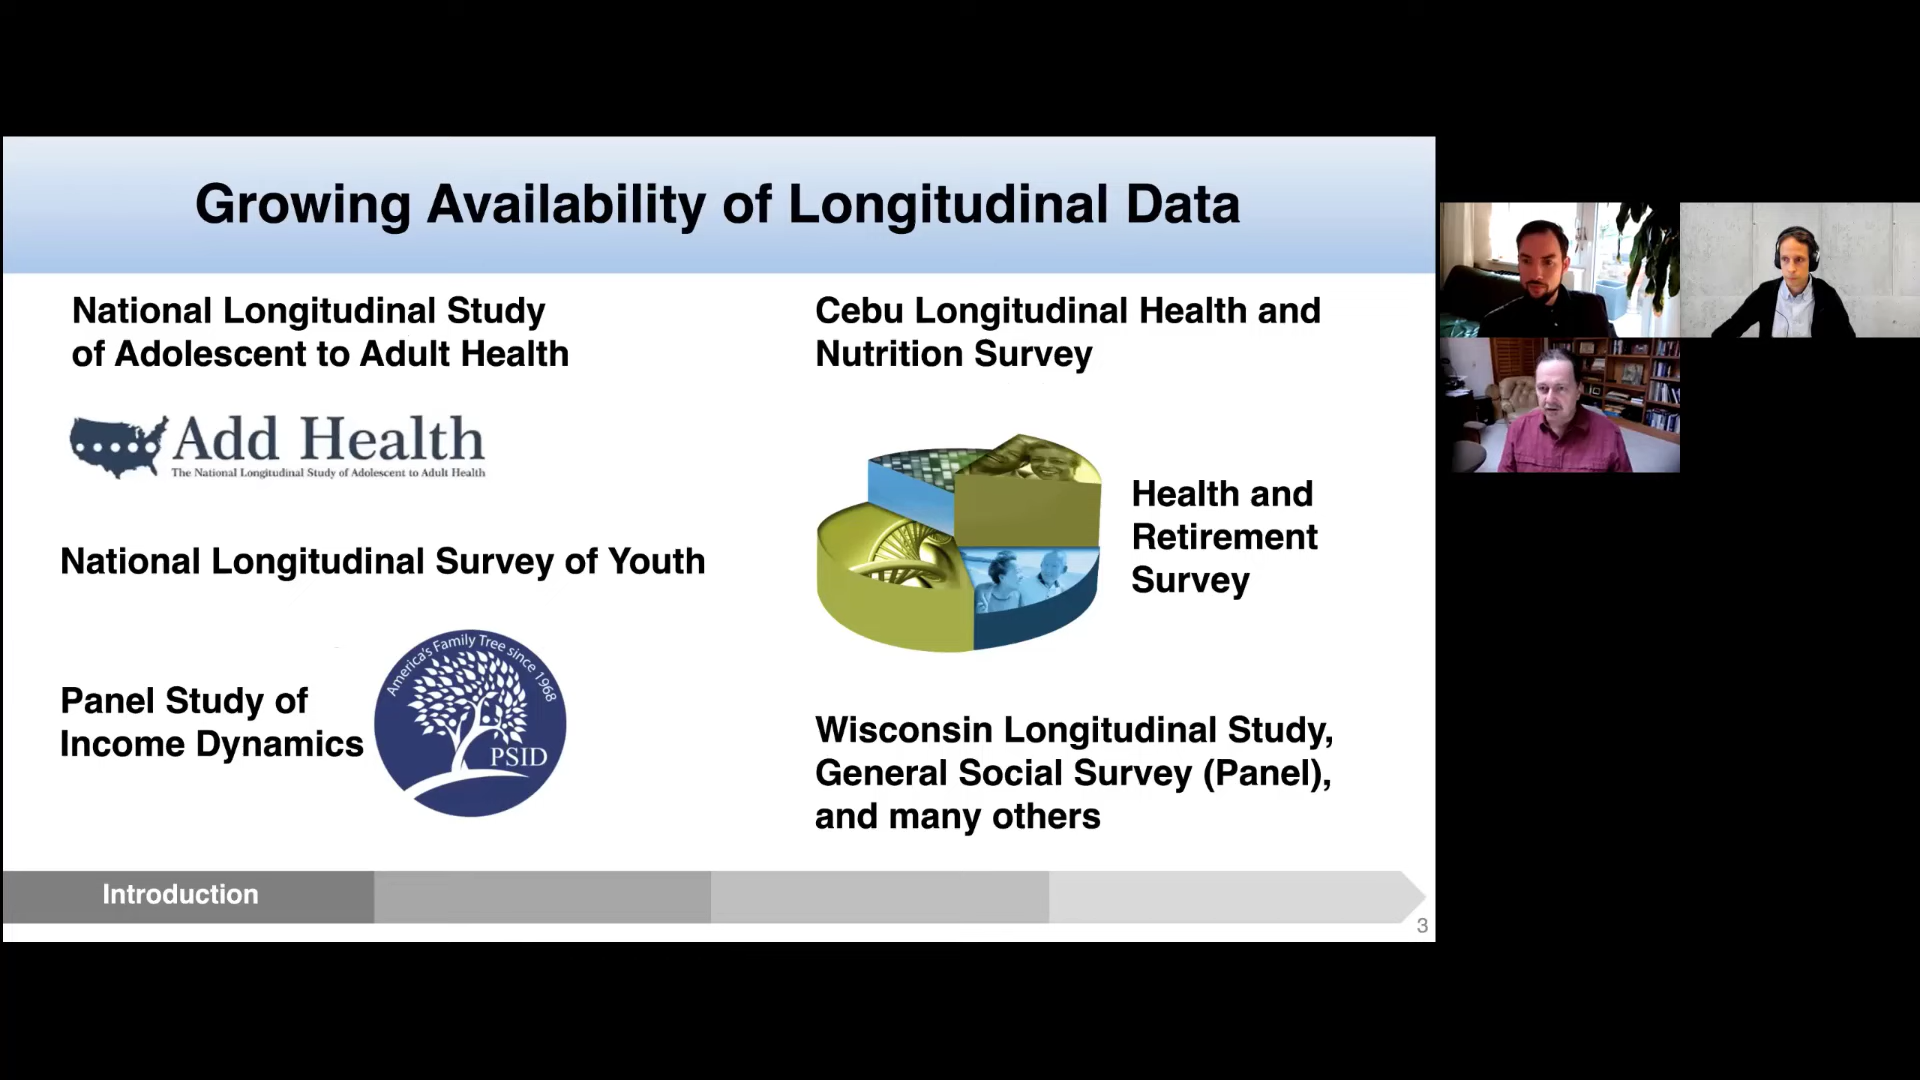 Growing Availability of Longitudinal Data
National Longitudinal Study
of Adolescent to Adult Health
Add Health
The National Longitudinal Study of Adolescent to Adult Health
National Longitudinal Survey of Youth
Panel Study of
Income Dynamics
America's Family Tree since 1968
PSID
Cebu Longitudinal Health and
Nutrition Survey
Health and
Retirement
Survey
Wisconsin Longitudinal Study,
General Social Survey (Panel),
and many others
Introduction
3